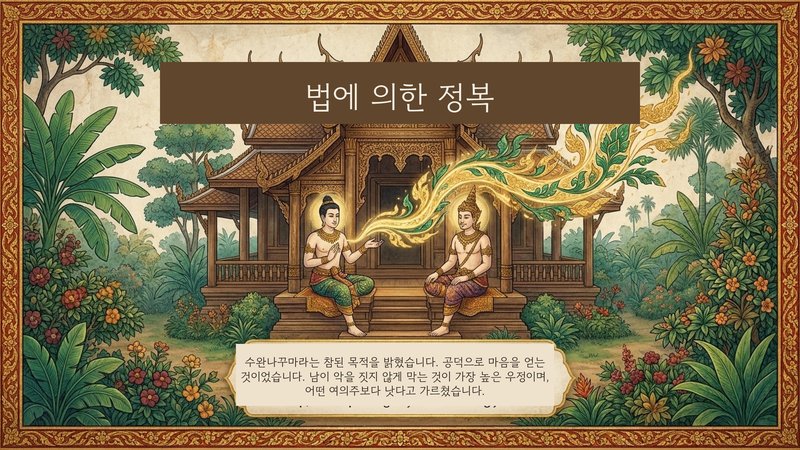 법에 의한 정복
수완나꾸마라는 참된 목적을 밝혔습니다. 공덕으로 마음을 얻는
것이었습니다. 남이 악을 짓지 않게 막는 것이 가장 높은 우정이며,
어떤 여의주보다 낫다고 가르쳤습니다.